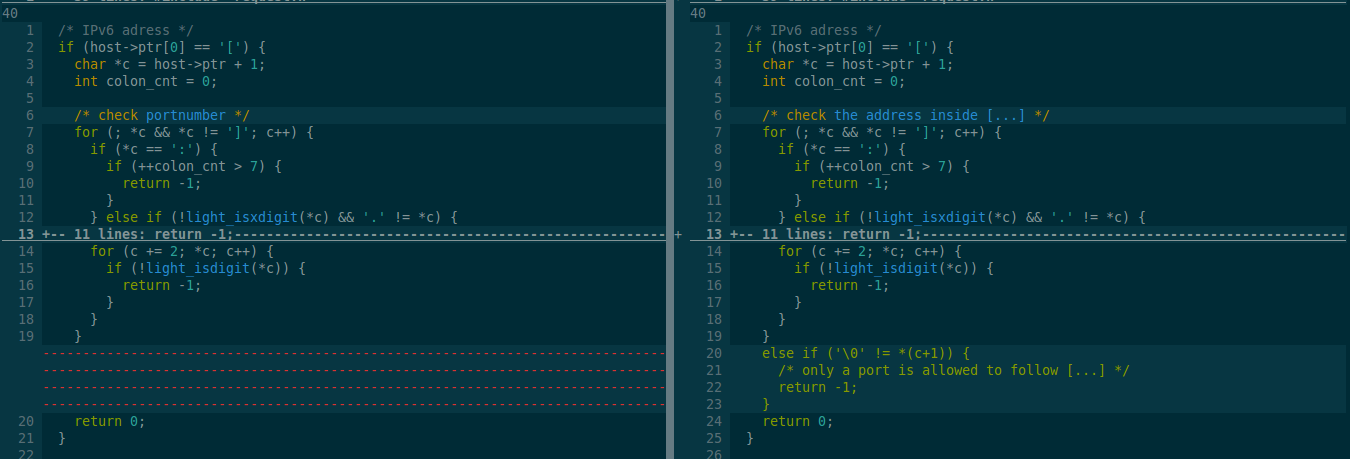 40
1 /* IPv6 adress */
2 if (host->ptr[0] == '[') {
3 char *c = host->ptr + 1;
4 int colon_cnt = 0;
5
6 /* check portnumber */
7 for (; *c && *c != ']'; c++) {
8 if (*c == ':') {
9 if (++colon_cnt > 7) {
10 return -1;
11 }
12 } else if (!light_isxdigit(*c) && '.' != *c) {
13 +-- 11 lines: return -1;--------------------------------------------------
14 for (c += 2; *c; c++) {
15 if (!light_isdigit(*c)) {
16 return -1;
17 }
18 }
19 }
20 return 0;
21 }
22
40
1 /* IPv6 adress */
2 if (host->ptr[0] == '[') {
3 char *c = host->ptr + 1;
4 int colon_cnt = 0;
5
6 /* check the address inside [...] */
7 for (; *c && *c != ']'; c++) {
8 if (*c == ':') {
9 if (++colon_cnt > 7) {
10 return -1;
11 }
12 } else if (!light_isxdigit(*c) && '.' != *c) {
+ 13 +-- 11 lines: return -1;--------------------------------------------------
14 for (c += 2; *c; c++) {
15 if (!light_isdigit(*c)) {
16 return -1;
17 }
18 }
19 }
20 else if ('\0' != *(c+1)) {
21 /* only a port is allowed to follow [...] */
22 return -1;
23 }
24 return 0;
25 }
26